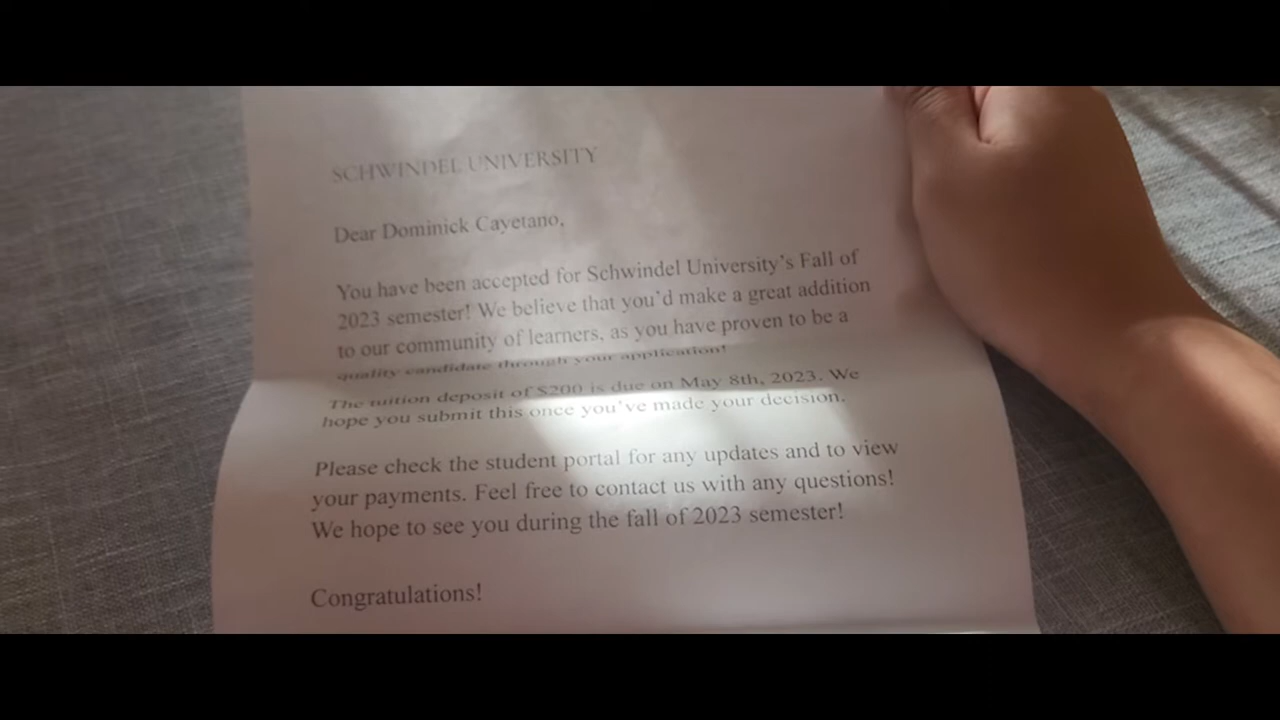 SCHWINDEL UNIVERSITY
Dear Dominick Cayetano,
You have been accepted for Schwindel University's Fall of
2023 semester! We believe that you'd make a great addition
to our community of learners, as you have proven to be a
quality candidate through your application!
The tuition deposit of $200 is due on May 8th, 2023. We
hope you submit this once you've made your decision.
Please check the student portal for any updates and to view
your payments. Feel free to contact us with any questions!
We hope to see you during the fall of 2023 semester!
Congratulations!